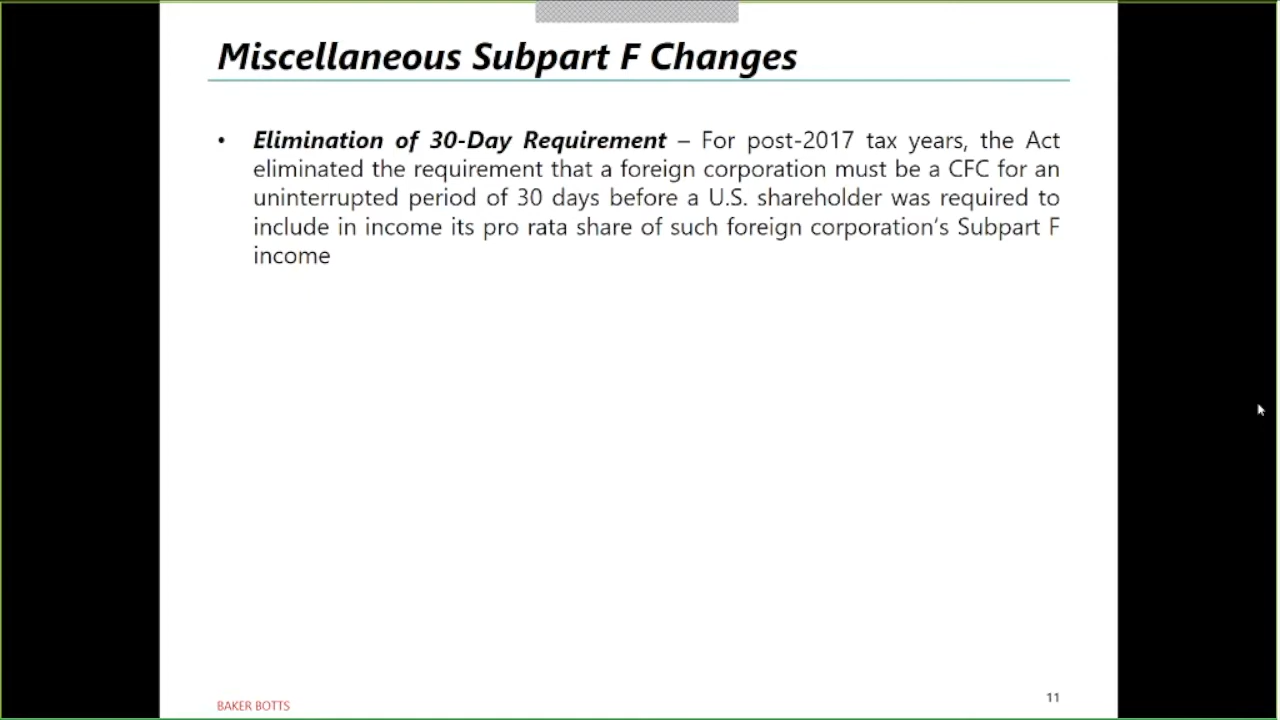 Miscellaneous Subpart F Changes
• Elimination of 30-Day Requirement – For post-2017 tax years, the Act
eliminated the requirement that a foreign corporation must be a CFC for an
uninterrupted period of 30 days before a U.S. shareholder was required to
include in income its pro rata share of such foreign corporation's Subpart F
income
BAKER BOTTS
11